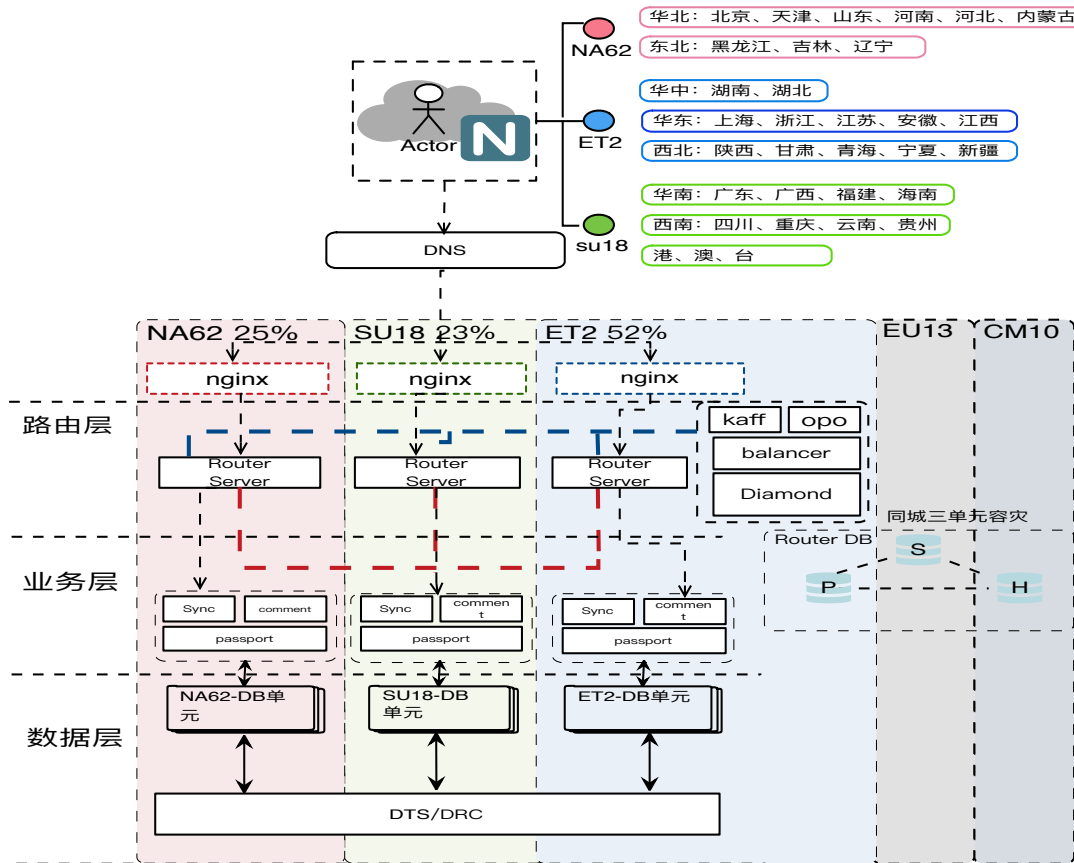 华北：北京、天津、山东、河南、河北、内蒙古
NA62
东北：黑龙江、吉林、辽宁
Actor
N
华中：湖南、湖北
华东：上海、浙江、江苏、安徽、江西
ET2
西北：陕西、甘肃、青海、宁夏、新疆
华南：广东、广西、福建、海南
西南：四川、重庆、云南、贵州
su18
港、澳、台
DNS
NA62 25%
SU18 23%
ET2 52%
EU13
CM10
nginx
nginx
nginx
路由层
kaff
opo
balancer
Diamond
Router
Server
Router
Server
Router
Server
同城三单元容灾
Router DB
S
P
H
业务层
Sync
comment
passport
Sync
commen
t
passport
Sync
commen
t
passport
数据层
NA62-DB单
元
SU18-DB
单元
ET2-DB单元
DTS/DRC